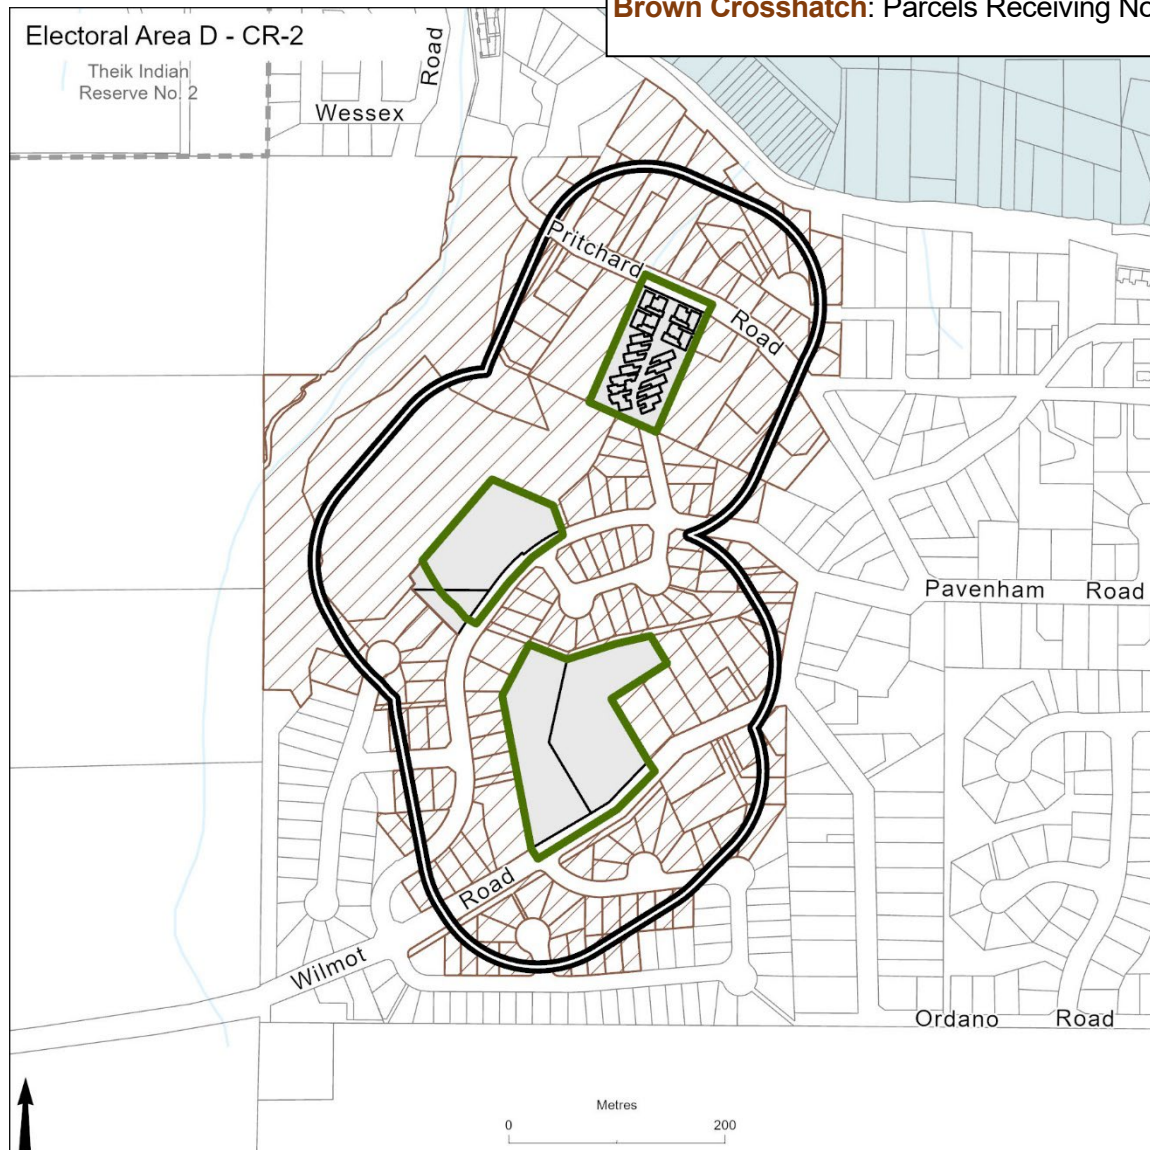 Brown Crosshatch: Parcels Receiving No
Electoral Area D - CR-2
Theik Indian
Reserve No. 2
Road
Wessex
Pritchard
Road
Pavenham Road
Road
Wilmot
Ordano Road
Metres
0 200